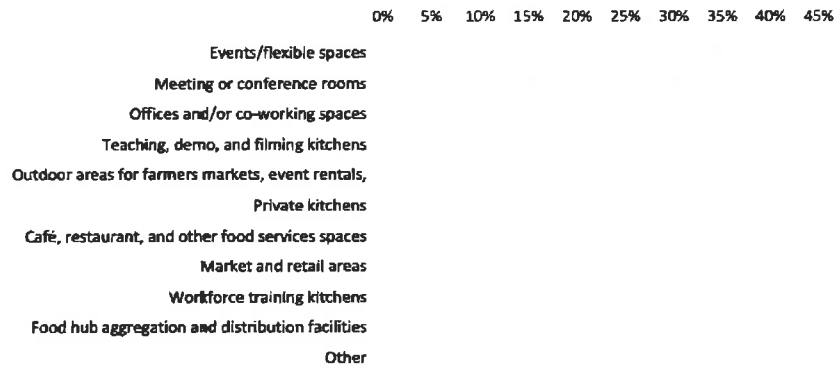 0% 5% 10% 15% 20% 25% 30% 35% 40% 45%
Events/flexible spaces
Meeting or conference rooms
Offices and/or co-working spaces
Teaching, demo, and filming kitchens
Outdoor areas for farmers markets, event rentals,
Private kitchens
Café, restaurant, and other food services spaces
Market and retail areas
Workforce training kitchens
Food hub aggregation and distribution facilities
Other